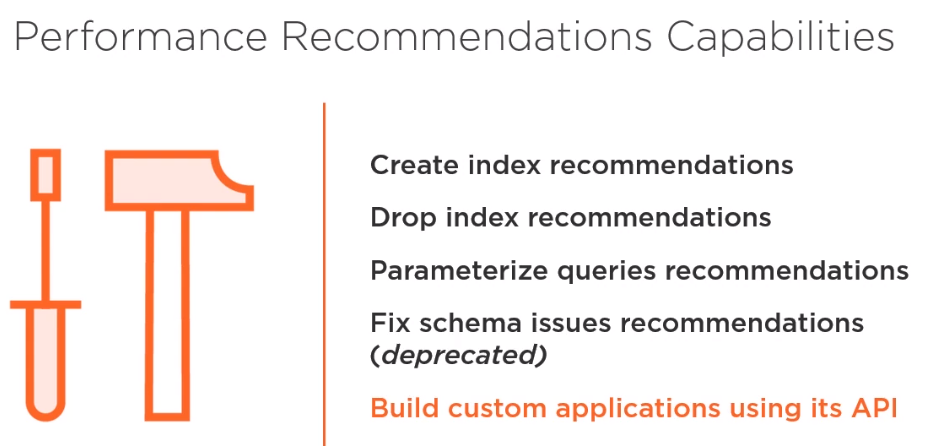 Performance Recommendations Capabilities
Create index recommendations
Drop index recommendations
Parameterize queries recommendations
Fix schema issues recommendations
(deprecated)
Build custom applications using its API